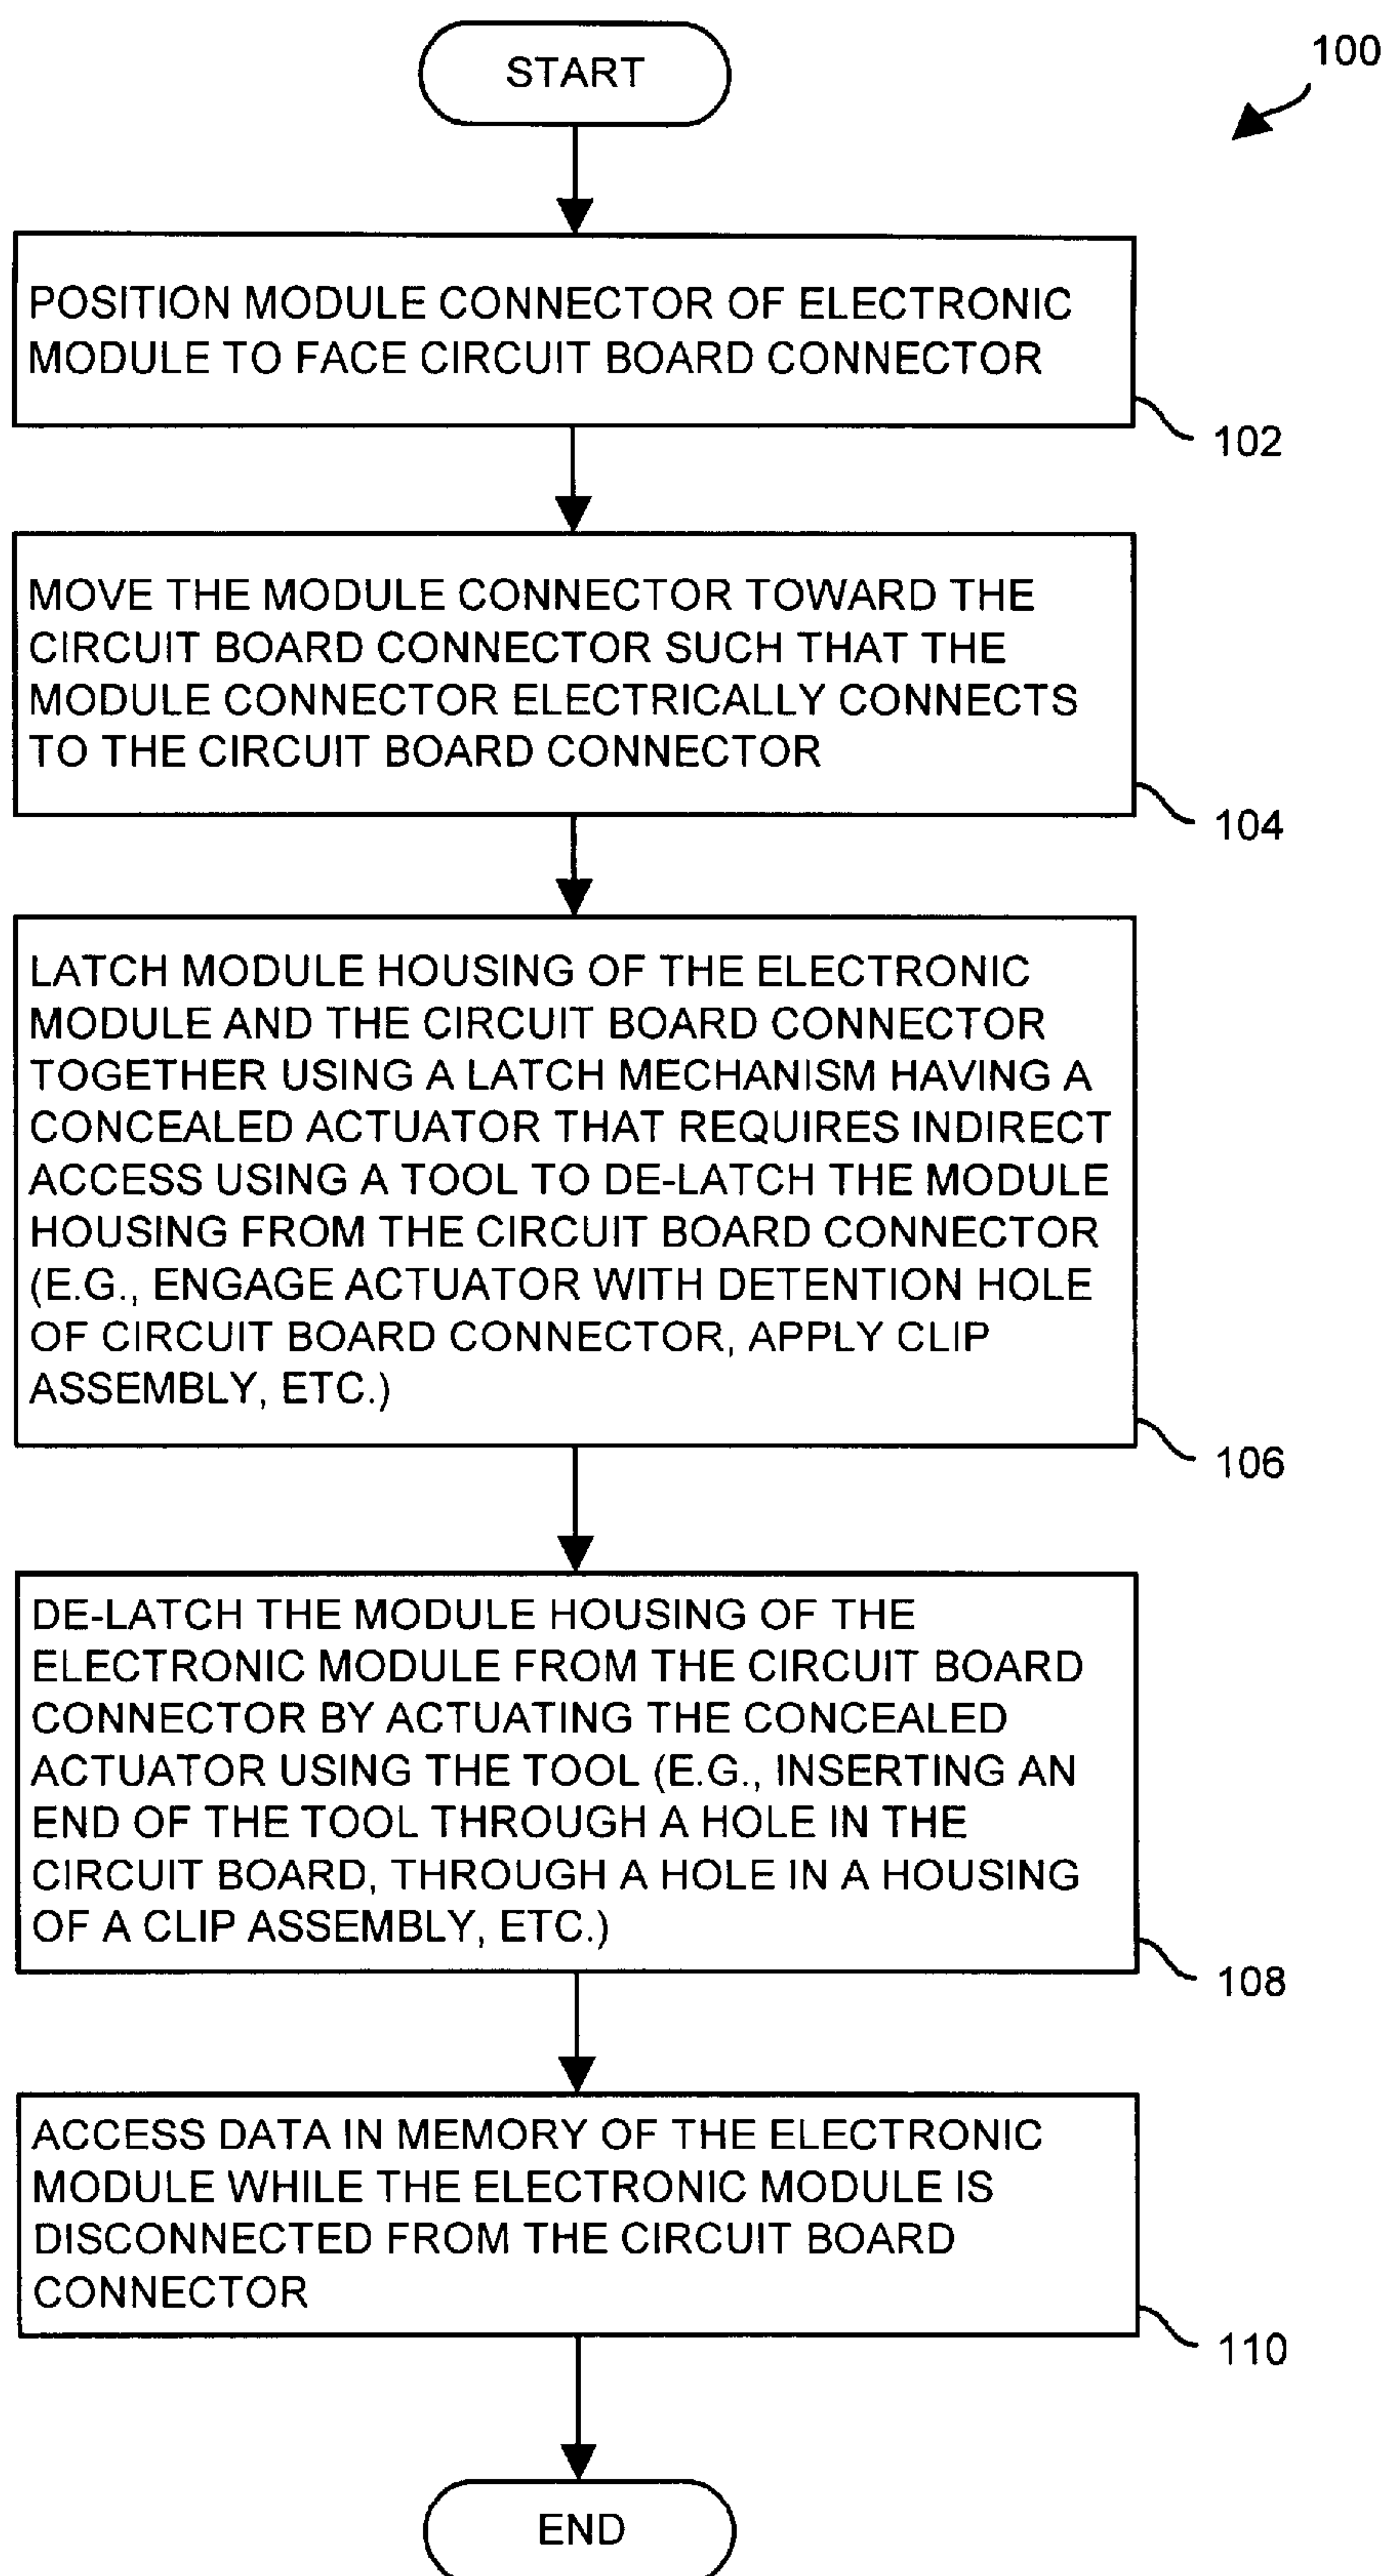 START
100
POSITION MODULE CONNECTOR OF ELECTRONIC
MODULE TO FACE CIRCUIT BOARD CONNECTOR
102
MOVE THE MODULE CONNECTOR TOWARD THE
CIRCUIT BOARD CONNECTOR SUCH THAT THE
MODULE CONNECTOR ELECTRICALLY CONNECTS
TO THE CIRCUIT BOARD CONNECTOR
104
LATCH MODULE HOUSING OF THE ELECTRONIC
MODULE AND THE CIRCUIT BOARD CONNECTOR
TOGETHER USING A LATCH MECHANISM HAVING A
CONCEALED ACTUATOR THAT REQUIRES INDIRECT
ACCESS USING A TOOL TO DE-LATCH THE MODULE
HOUSING FROM THE CIRCUIT BOARD CONNECTOR
(E.G., ENGAGE ACTUATOR WITH DETENTION HOLE
OF CIRCUIT BOARD CONNECTOR, APPLY CLIP
ASSEMBLY, ETC.)
106
DE-LATCH THE MODULE HOUSING OF THE
ELECTRONIC MODULE FROM THE CIRCUIT BOARD
CONNECTOR BY ACTUATING THE CONCEALED
ACTUATOR USING THE TOOL (E.G., INSERTING AN
END OF THE TOOL THROUGH A HOLE IN THE
CIRCUIT BOARD, THROUGH A HOLE IN A HOUSING
OF A CLIP ASSEMBLY, ETC.)
108
ACCESS DATA IN MEMORY OF THE ELECTRONIC
MODULE WHILE THE ELECTRONIC MODULE IS
DISCONNECTED FROM THE CIRCUIT BOARD
CONNECTOR
110
END